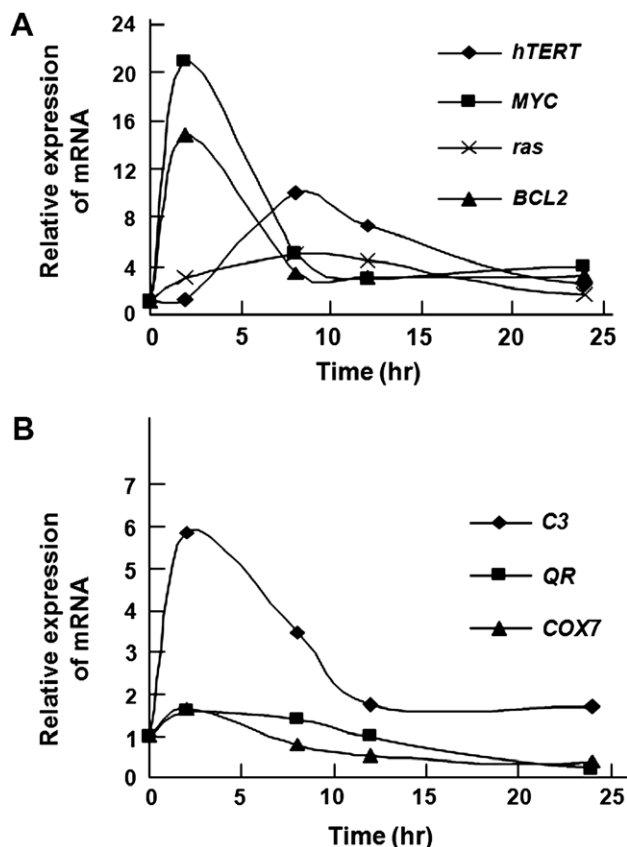 A
24
20
16
12
8
4
0
Relative expression
of mRNA
hTERT
MYC
ras
BCL2
0 5 10 15 20 25
Time (hr)
B
7
6
5
4
3
2
1
0
Relative expression
of mRNA
C3
QR
COX7
0 5 10 15 20 25
Time (hr)